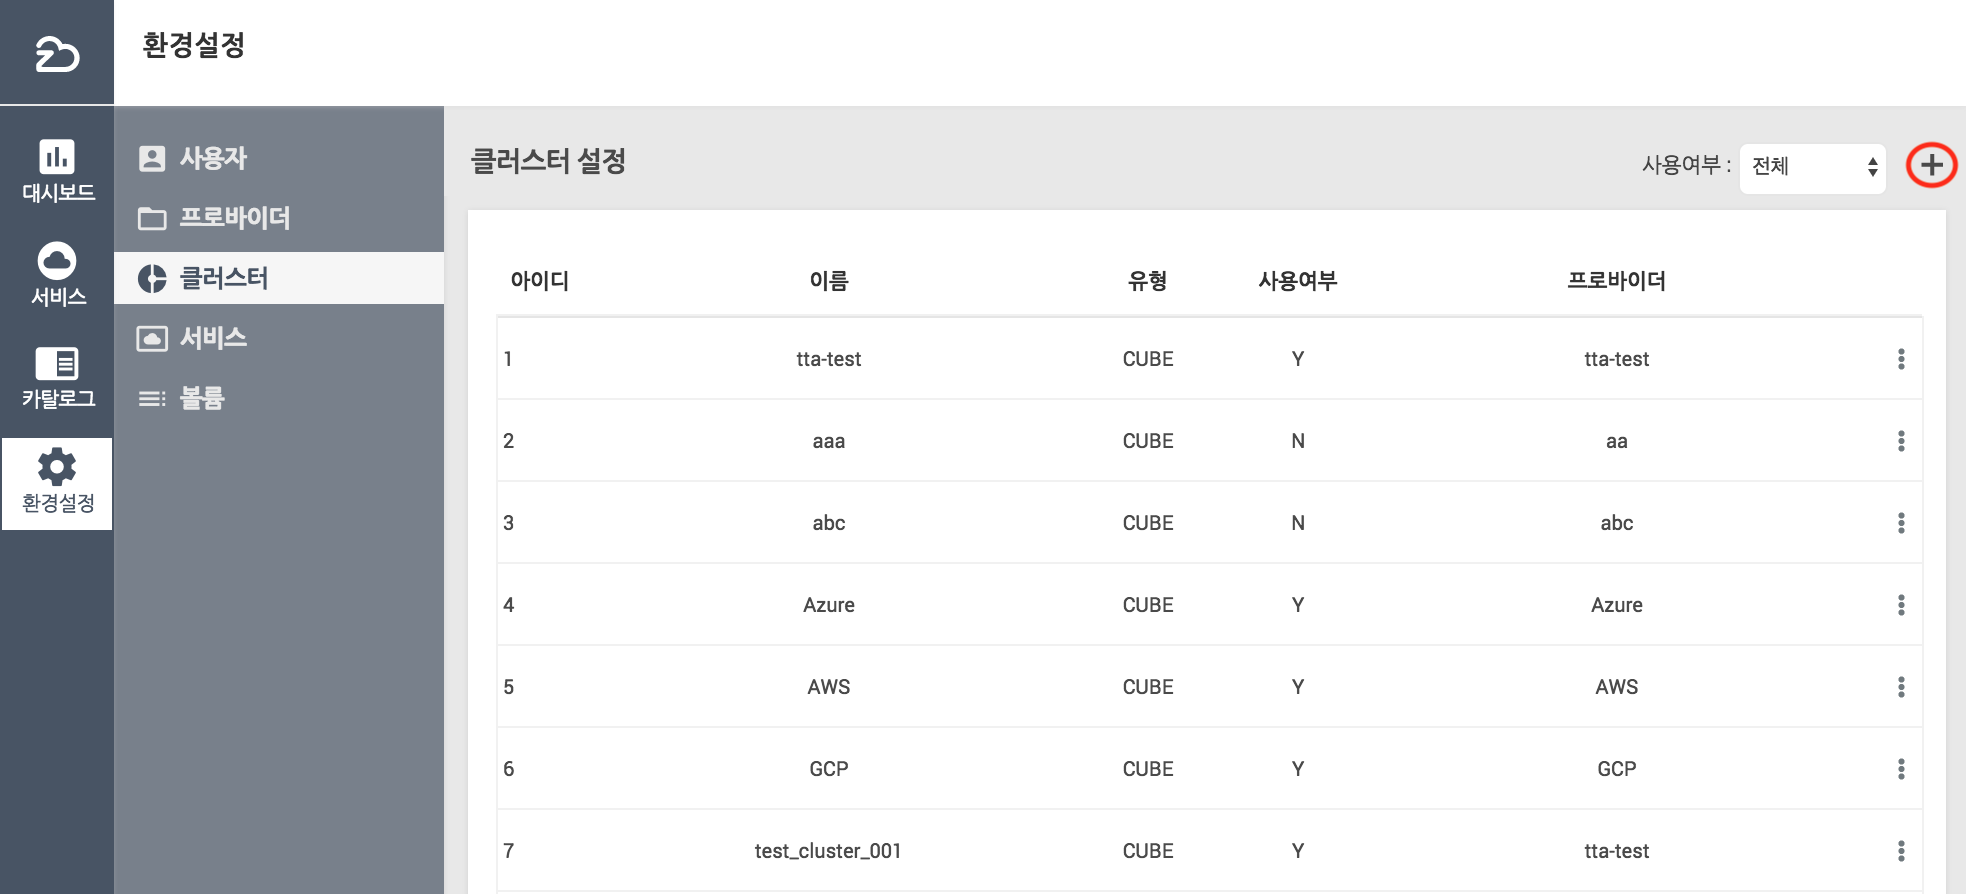 환경설정
대시보드
서비스
카탈로그
환경설정
사용자
프로바이더
클러스터
서비스
볼륨
클러스터 설정
사용여부 : 전체
아이디 이름 유형 사용여부 프로바이더
1 tta-test CUBE Y tta-test
2 aaa CUBE N aa
3 abc CUBE N abc
4 Azure CUBE Y Azure
5 AWS CUBE Y AWS
6 GCP CUBE Y GCP
7 test_cluster_001 CUBE Y tta-test